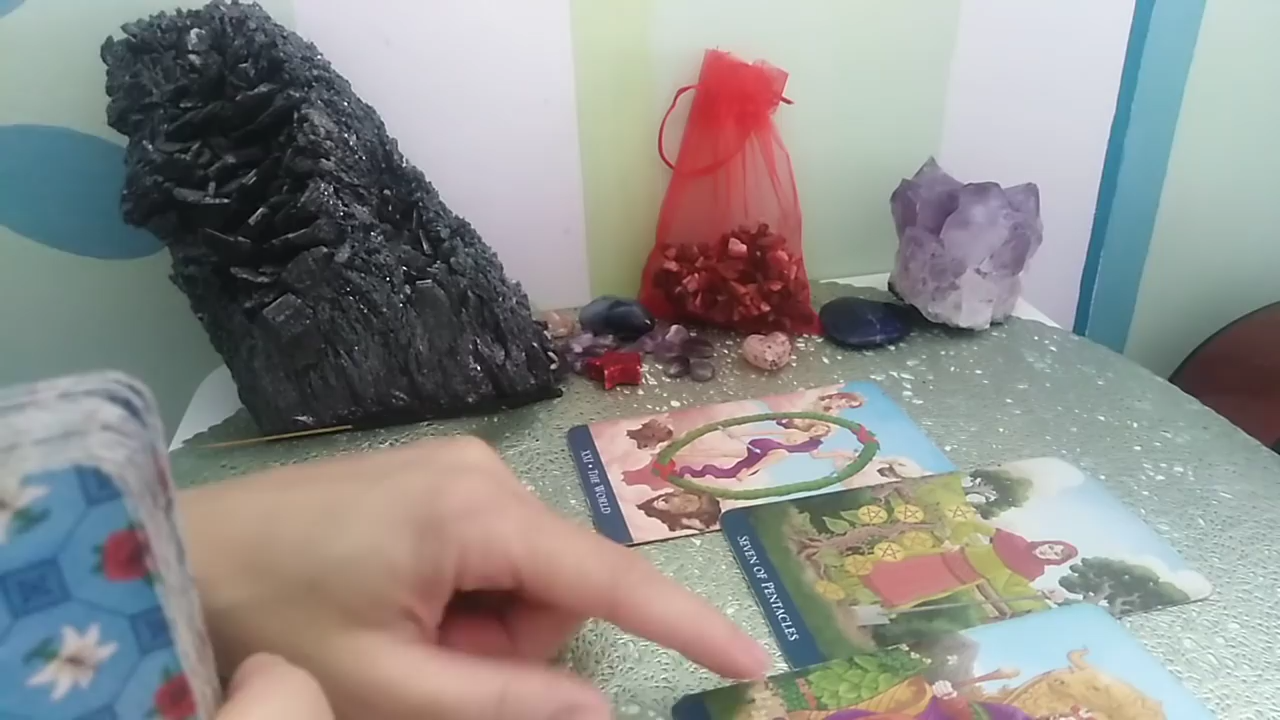 XXI • THE WORLD
SEVEN OF PENTACLES